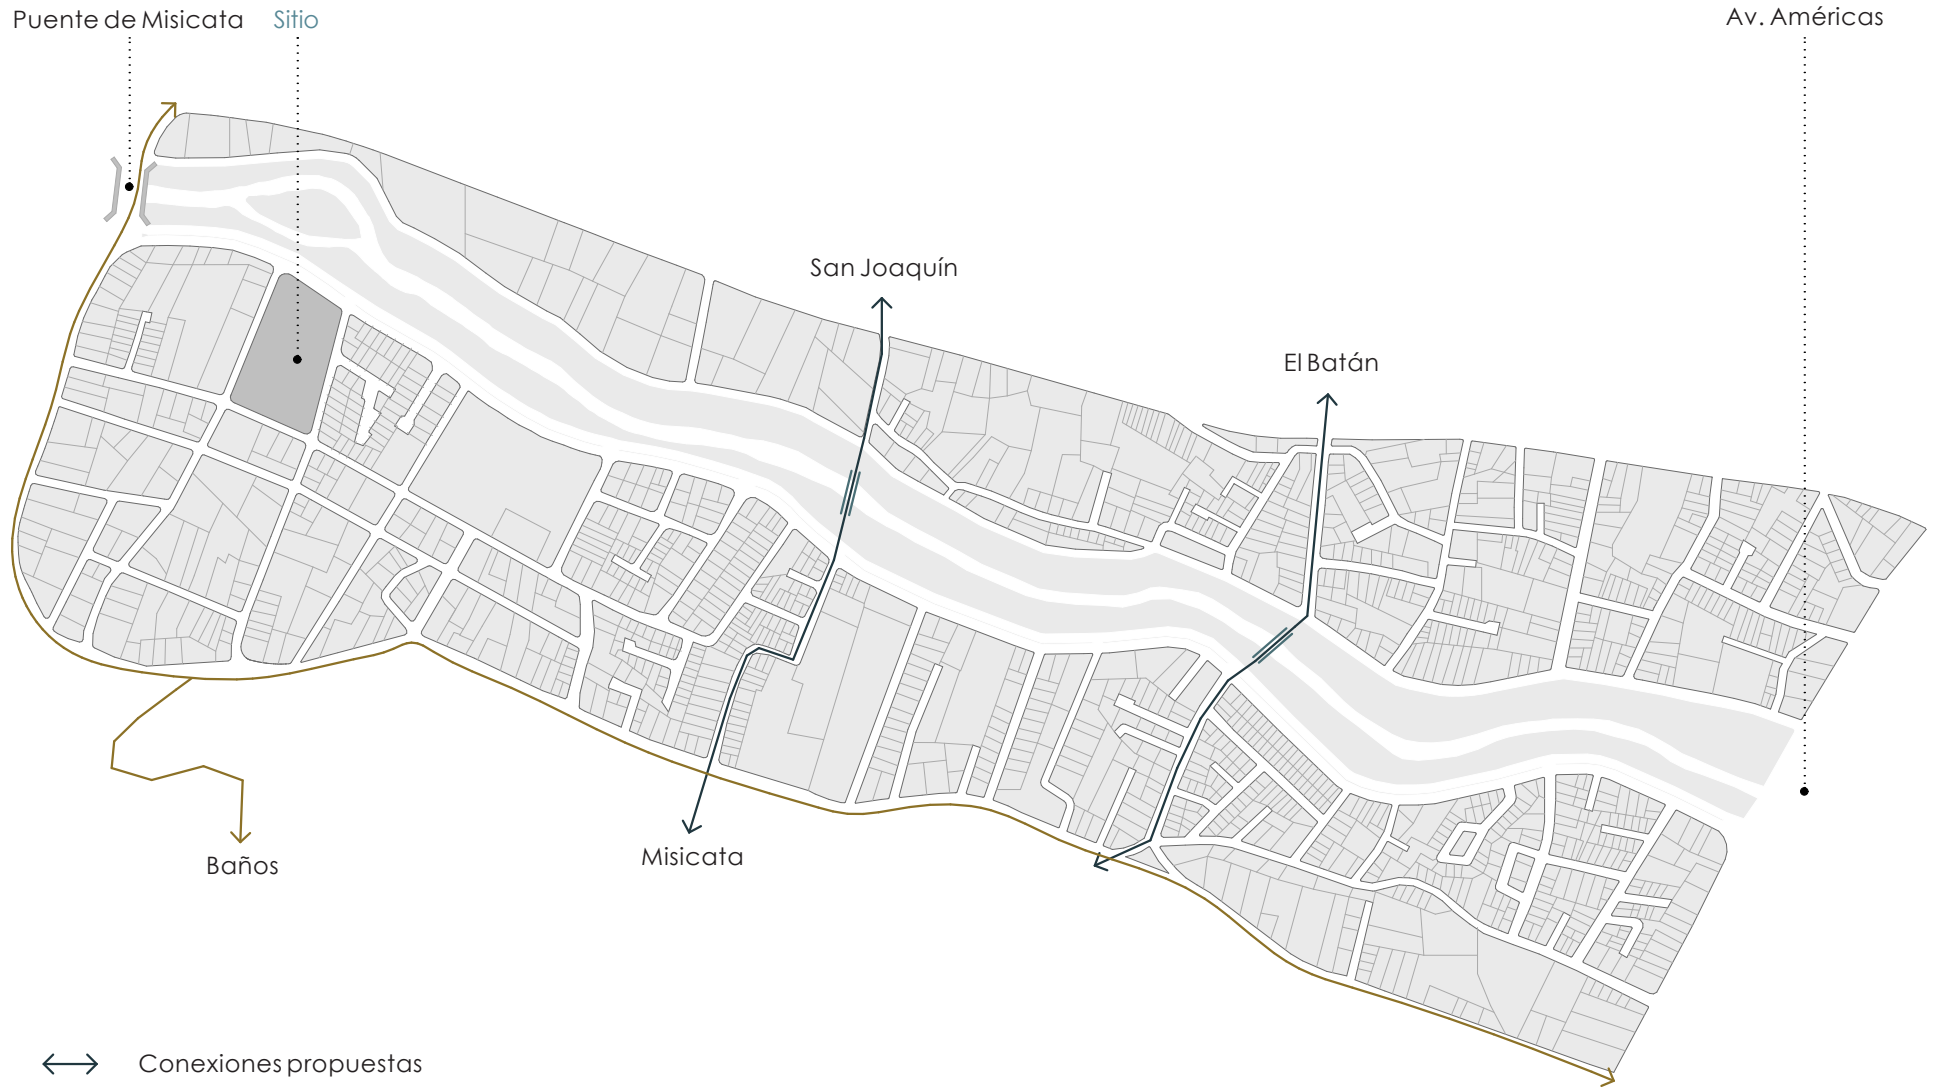 Puente de Misicata
Sitio
Av. Américas
San Joaquín
El Batán
Baños
Misicata
Conexiones propuestas